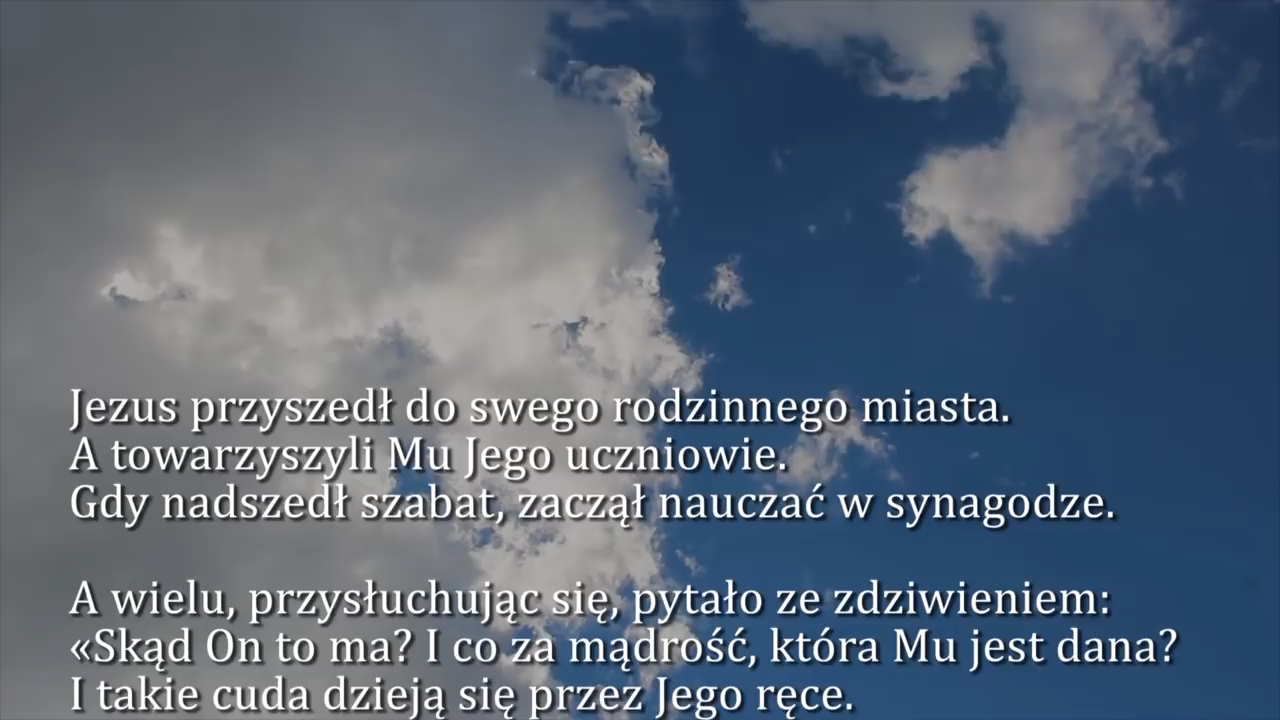 Jezus przyszedł do swego rodzinnego miasta.
A towarzyszyli Mu Jego uczniowie.
Gdy nadszedł szabat, zaczął nauczać w synagodze.
A wielu, przysłuchując się, pytało ze zdziwieniem:
«Skąd On to ma? I co za mądrość, która Mu jest dana?
I takie cuda dzieją się przez Jego ręce.